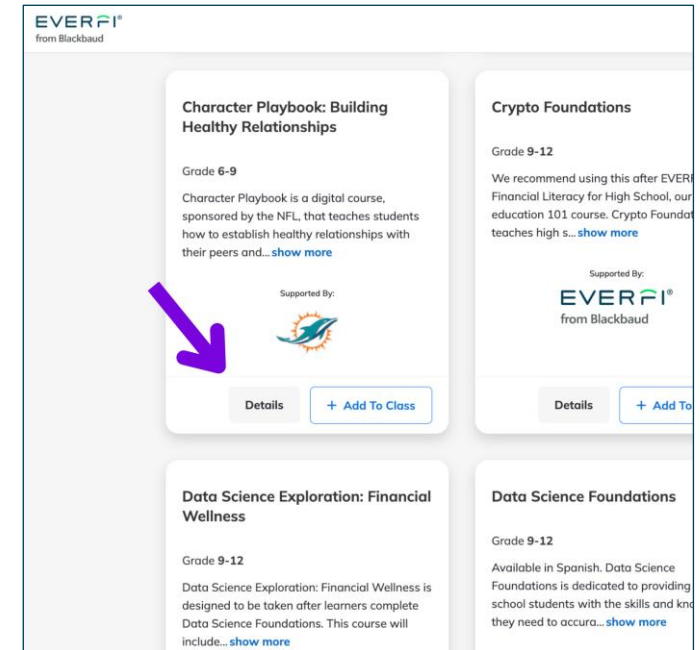 EVERFI®
from Blackbaud
Character Playbook: Building
Healthy Relationships
Grade 6-9
Character Playbook is a digital course,
sponsored by the NFL, that teaches students
how to establish healthy relationships with
their peers and... show more
Supported By:
Details
+ Add To Class
Crypto Foundations
Grade 9-12
We recommend using this after EVERF
Financial Literacy for High School, our
education 101 course. Crypto Foundat
teaches high s... show more
Supported By:
EVERFI®
from Blackbaud
Details
+ Add To
Data Science Exploration: Financial
Wellness
Grade 9-12
Data Science Exploration: Financial Wellness is
designed to be taken after learners complete
Data Science Foundations. This course will
include... show more
Data Science Foundations
Grade 9-12
Available in Spanish. Data Science
Foundations is dedicated to providing
school students with the skills and kno
they need to accura... show more